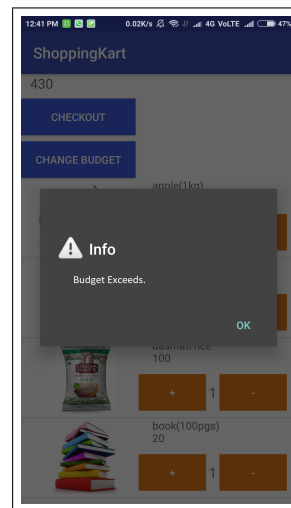 12:41 PM 0.02K/s 4G VoLTE 47%
ShoppingKart
430
CHECKOUT
CHANGE BUDGET
apple(1kg)
Info
Budget Exceeds.
OK
basmati rice
100
+ 1 -
book(100pgs)
20
+ 1 -